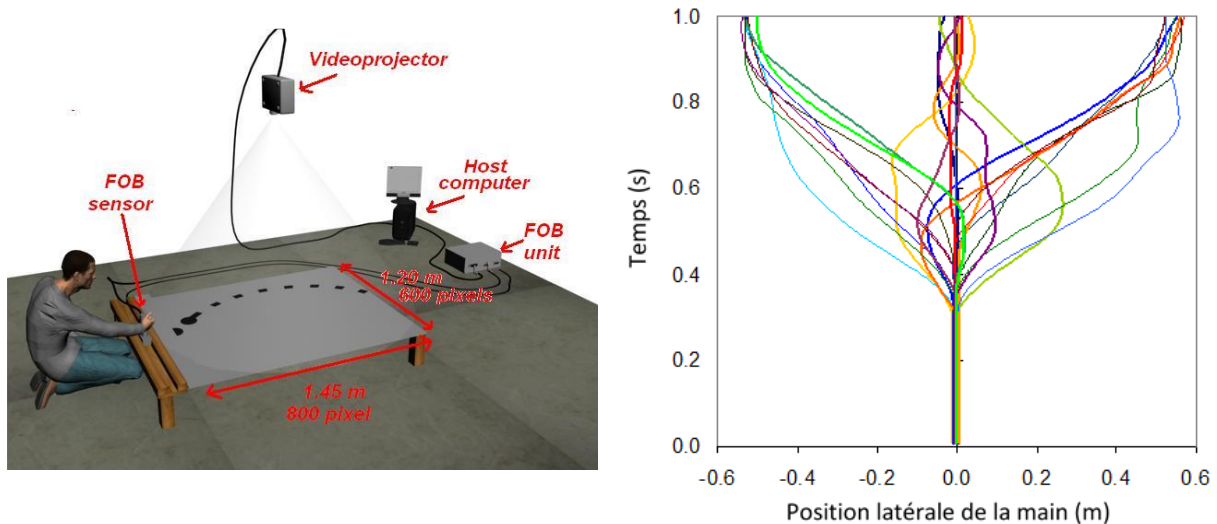 Videoprojector
Host
computer
FOB
sensor
FOB
unit
1.20 m
600 pixels
1.45 m
800 pixel
1.0
0.8
0.6
0.4
0.2
0.0
-0.6 -0.4 -0.2 0.0 0.2 0.4 0.6
Temps (s)
Position latérale de la main (m)